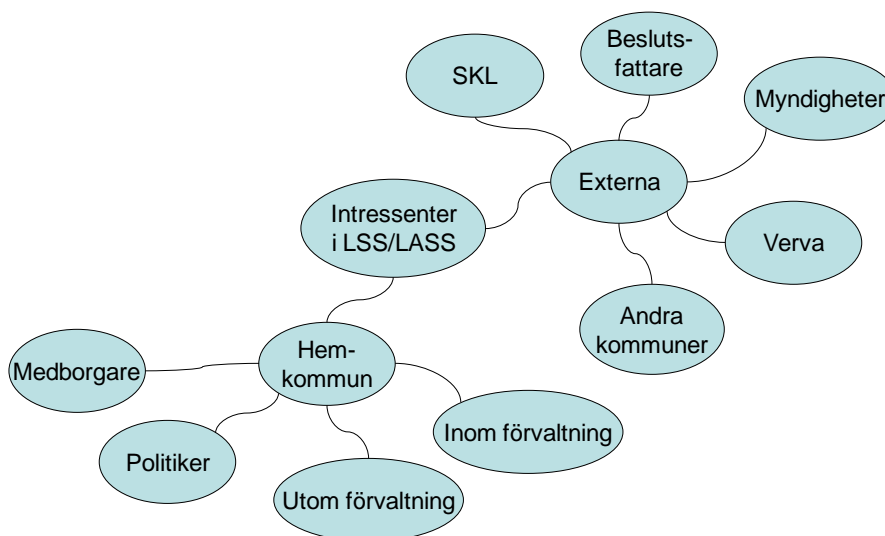 Besluts-
fattare
SKL
Myndigheter
Externa
Intressenter
i LSS/LASS
Verva
Andra
kommuner
Hem-
kommun
Medborgare
Inom förvaltning
Politiker
Utom förvaltning